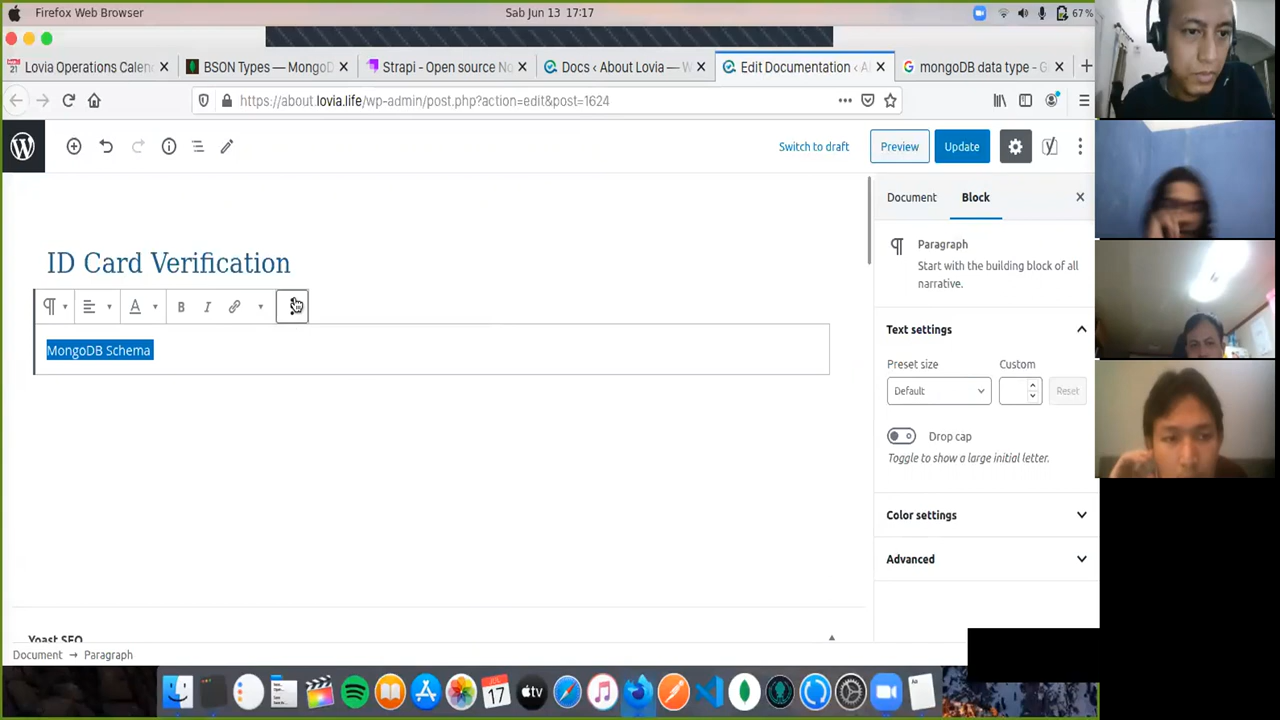 Firefox Web Browser
Sab Jun 13 17:17
67%
Lovia Operations Calen
BSON Types — MongoD
Strapi - Open source No
Docs ‹ About Lovia — W
Edit Documentation ‹ A
mongoDB data type - G
https://about.lovia.life/wp-admin/post.php?action=edit&post=1624
Switch to draft
Preview
Update
Document
Block
ID Card Verification
Paragraph
Start with the building block of all
narrative.
B I
MongoDB Schema
Text settings
Preset size
Custom
Default
Reset
Drop cap
Toggle to show a large initial letter.
Color settings
Advanced
Yoast SEO
Document → Paragraph
JUN
17
tv